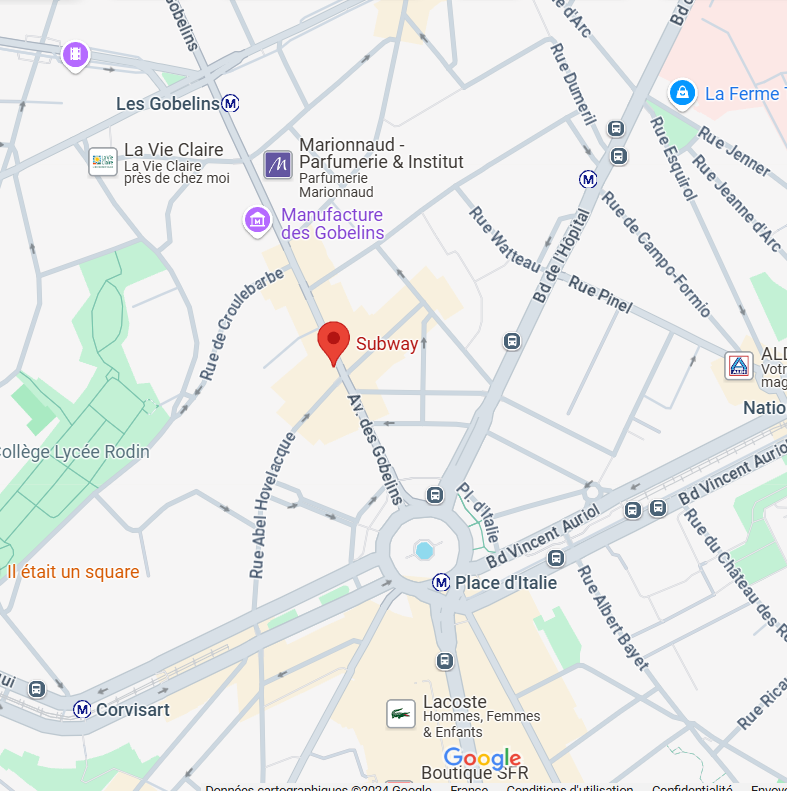 Gobelins
e d'Arc
Bd d
Rue Dumeril
La Ferme T
Les Gobelins
M
La Vie Claire
La Vie Claire
près de chez moi
Marionnaud -
Parfumerie & Institut
Parfumerie
Marionnaud
M
Rue Esquirol
Rue Jenner
Rue Jeanne d'Arc
M
Manufacture
des Gobelins
Rue Watteau
Rue de Campo-Formio
Bd de l'Hôpital
Rue Pinel
Rue de Croulebarbe
Subway
ALD
Votr
mag
ALDI
Natio
Av. des Gobelins
Collège Lycée Rodin
Rue Abel Hovelacque
Pl. d'Italie
Bd Vincent Auriol
Bd Vincent Auriol
Rue du Château des Re
Il était un square
M
Place d'Italie
Rue Albert Bayet
ui
M
Corvisart
Rue Rica
Lacoste
Hommes, Femmes
& Enfants
Google
Boutique SFR
Données cartographiques ©2024 Google
France
Conditions d'utilisation
Confidentialité
Envoye